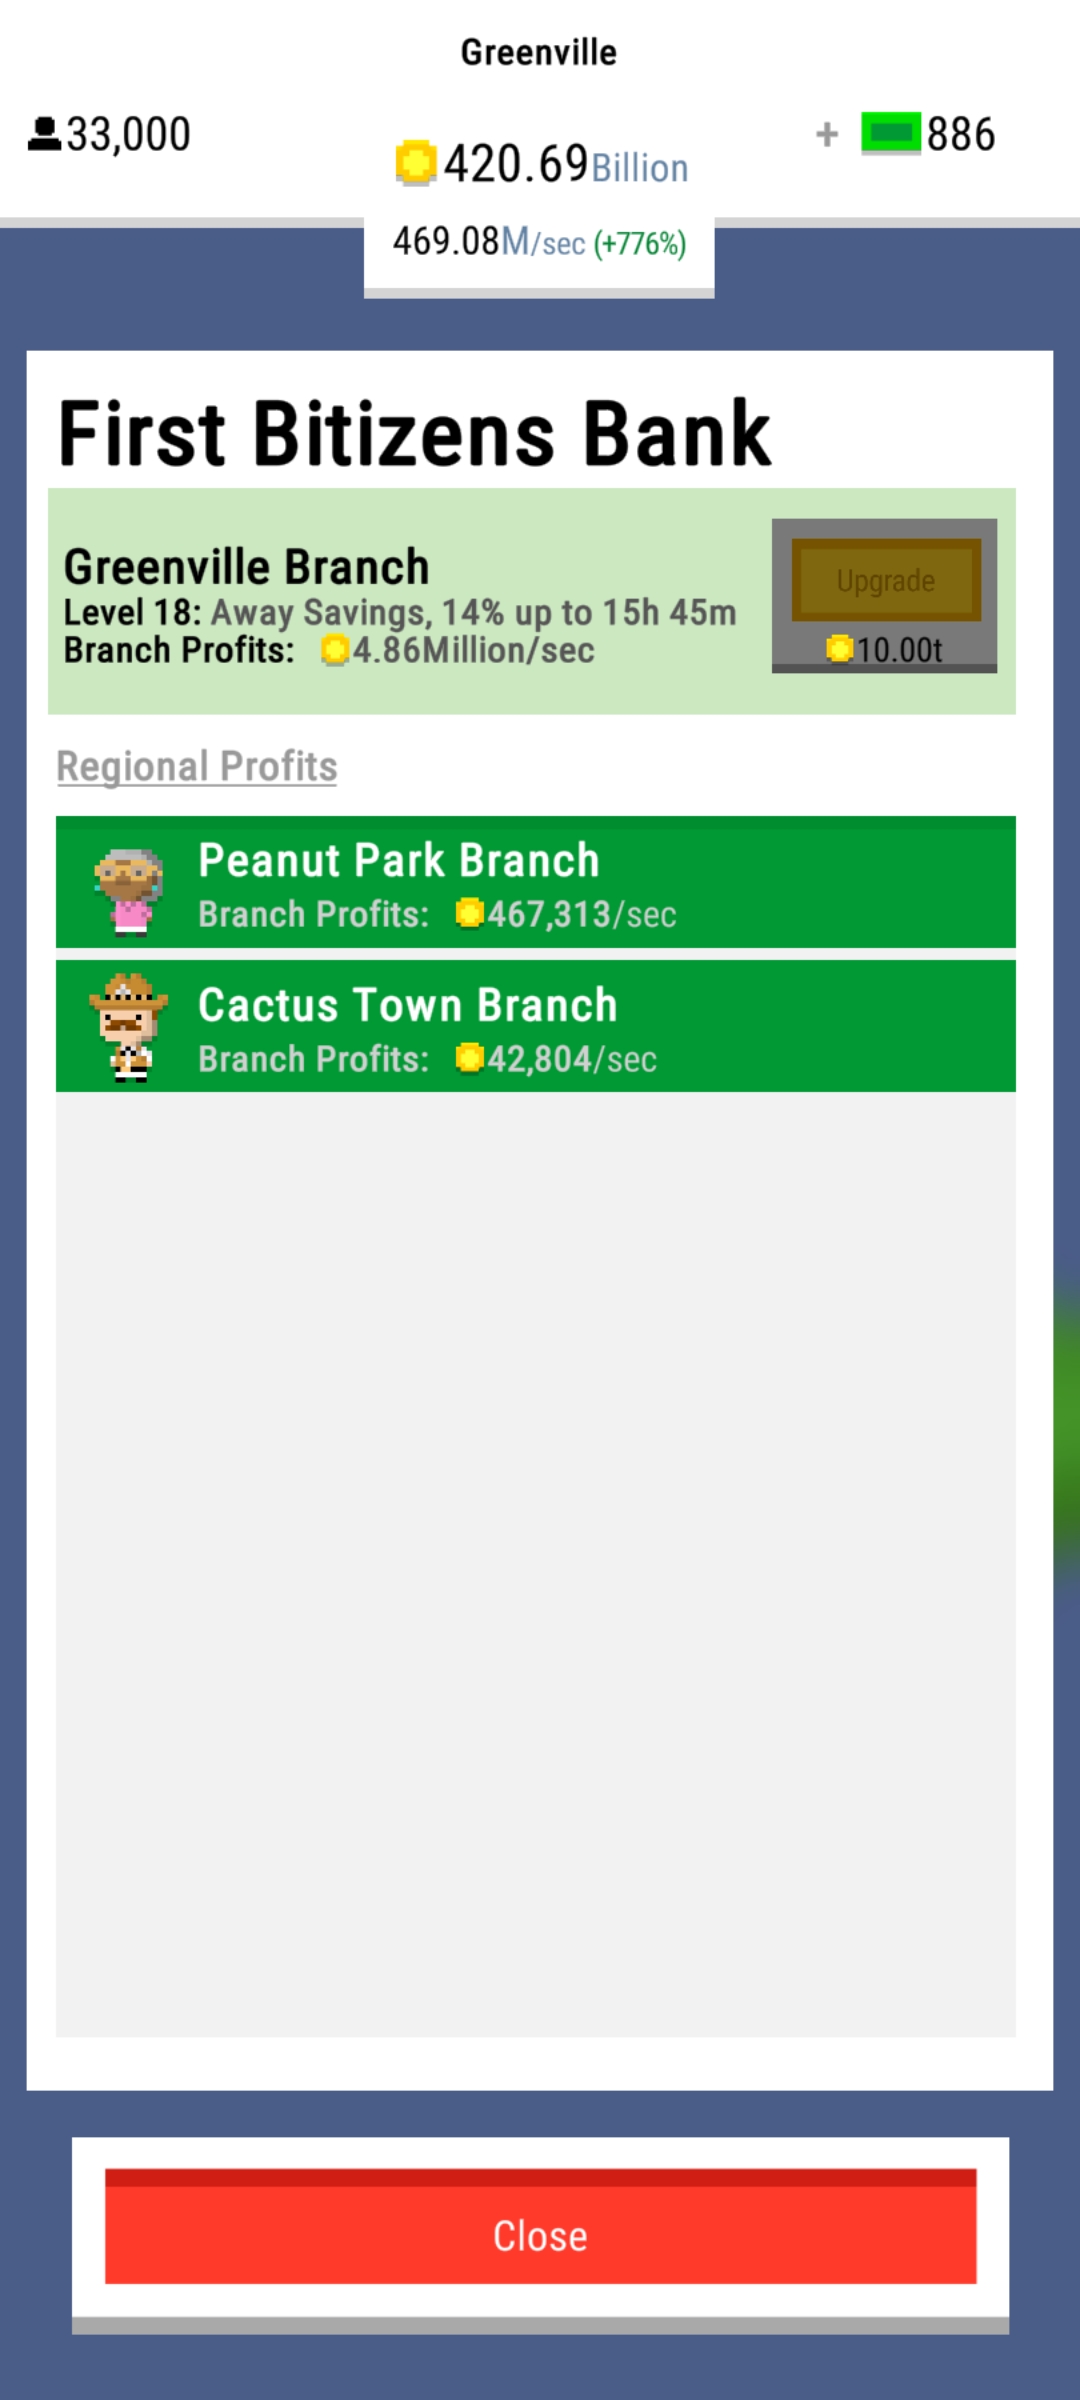 Greenville
33,000
+ 886
420.69Billion
469.08M/sec (+776%)
First Bitizens Bank
Greenville Branch
Level 18: Away Savings, 14% up to 15h 45m
Branch Profits: 4.86Million/sec
Upgrade
10.00t
Regional Profits
Peanut Park Branch
Branch Profits: 467,313/sec
Cactus Town Branch
Branch Profits: 42,804/sec
Close